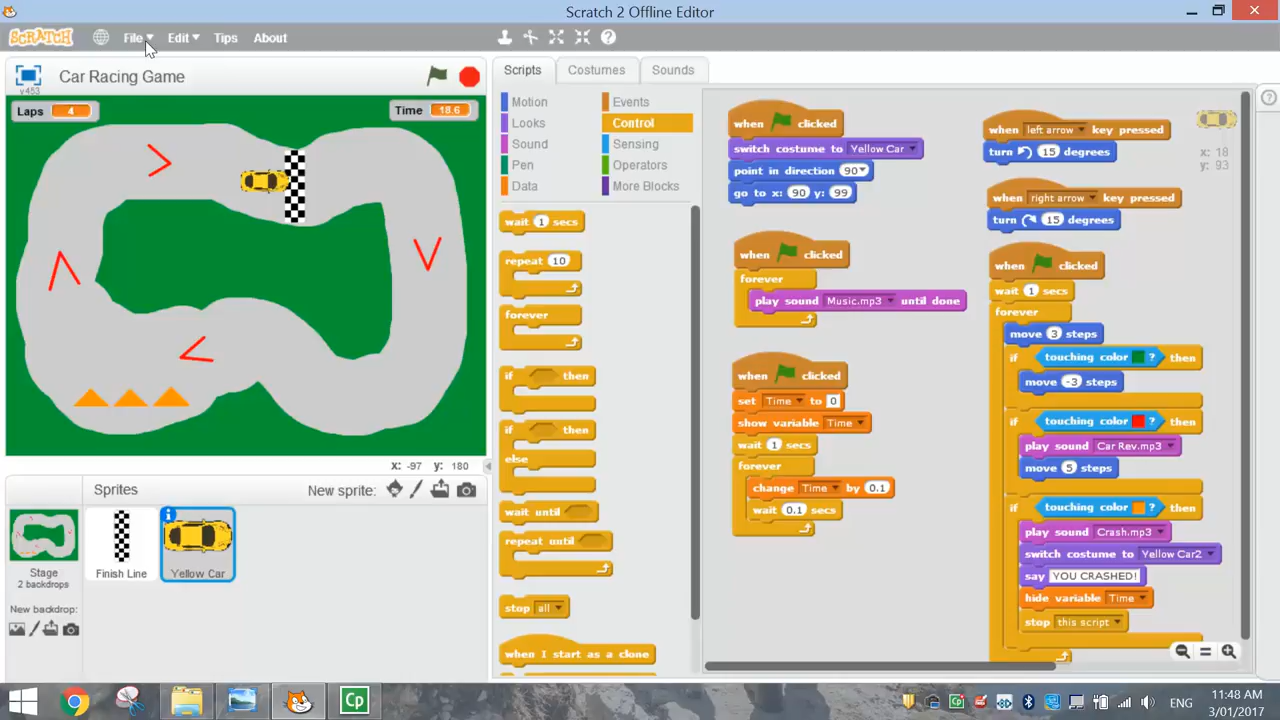 Scratch 2 Offline Editor
SCRATCH File Edit Tips About
v453
Car Racing Game
Laps 4
Time 18.6
x: -97 y: 180
Sprites
New sprite:
Stage
2 backdrops
New backdrop:
Finish Line
Yellow Car
Scripts Costumes Sounds
Motion Events
Looks Control
Sound Sensing
Pen Operators
Data More Blocks
wait 1 secs
repeat 10
forever
if then
if then
else
wait until
repeat until
stop all
when I start as a clone
when clicked
switch costume to Yellow Car
point in direction 90
go to x: 90 y: 99
when clicked
forever
play sound Music.mp3 until done
when clicked
set Time to 0
show variable Time
wait 1 secs
forever
change Time by 0.1
wait 0.1 secs
when left arrow key pressed
turn 15 degrees
when right arrow key pressed
turn 15 degrees
when clicked
wait 1 secs
forever
move 3 steps
if touching color ? then
move -3 steps
if touching color ? then
play sound Car Rev.mp3
move 5 steps
if touching color ? then
play sound Crash.mp3
switch costume to Yellow Car2
say YOU CRASHED!
hide variable Time
stop this script
x: 18
y: 93
Cp
ENG
11:48 AM
3/01/2017